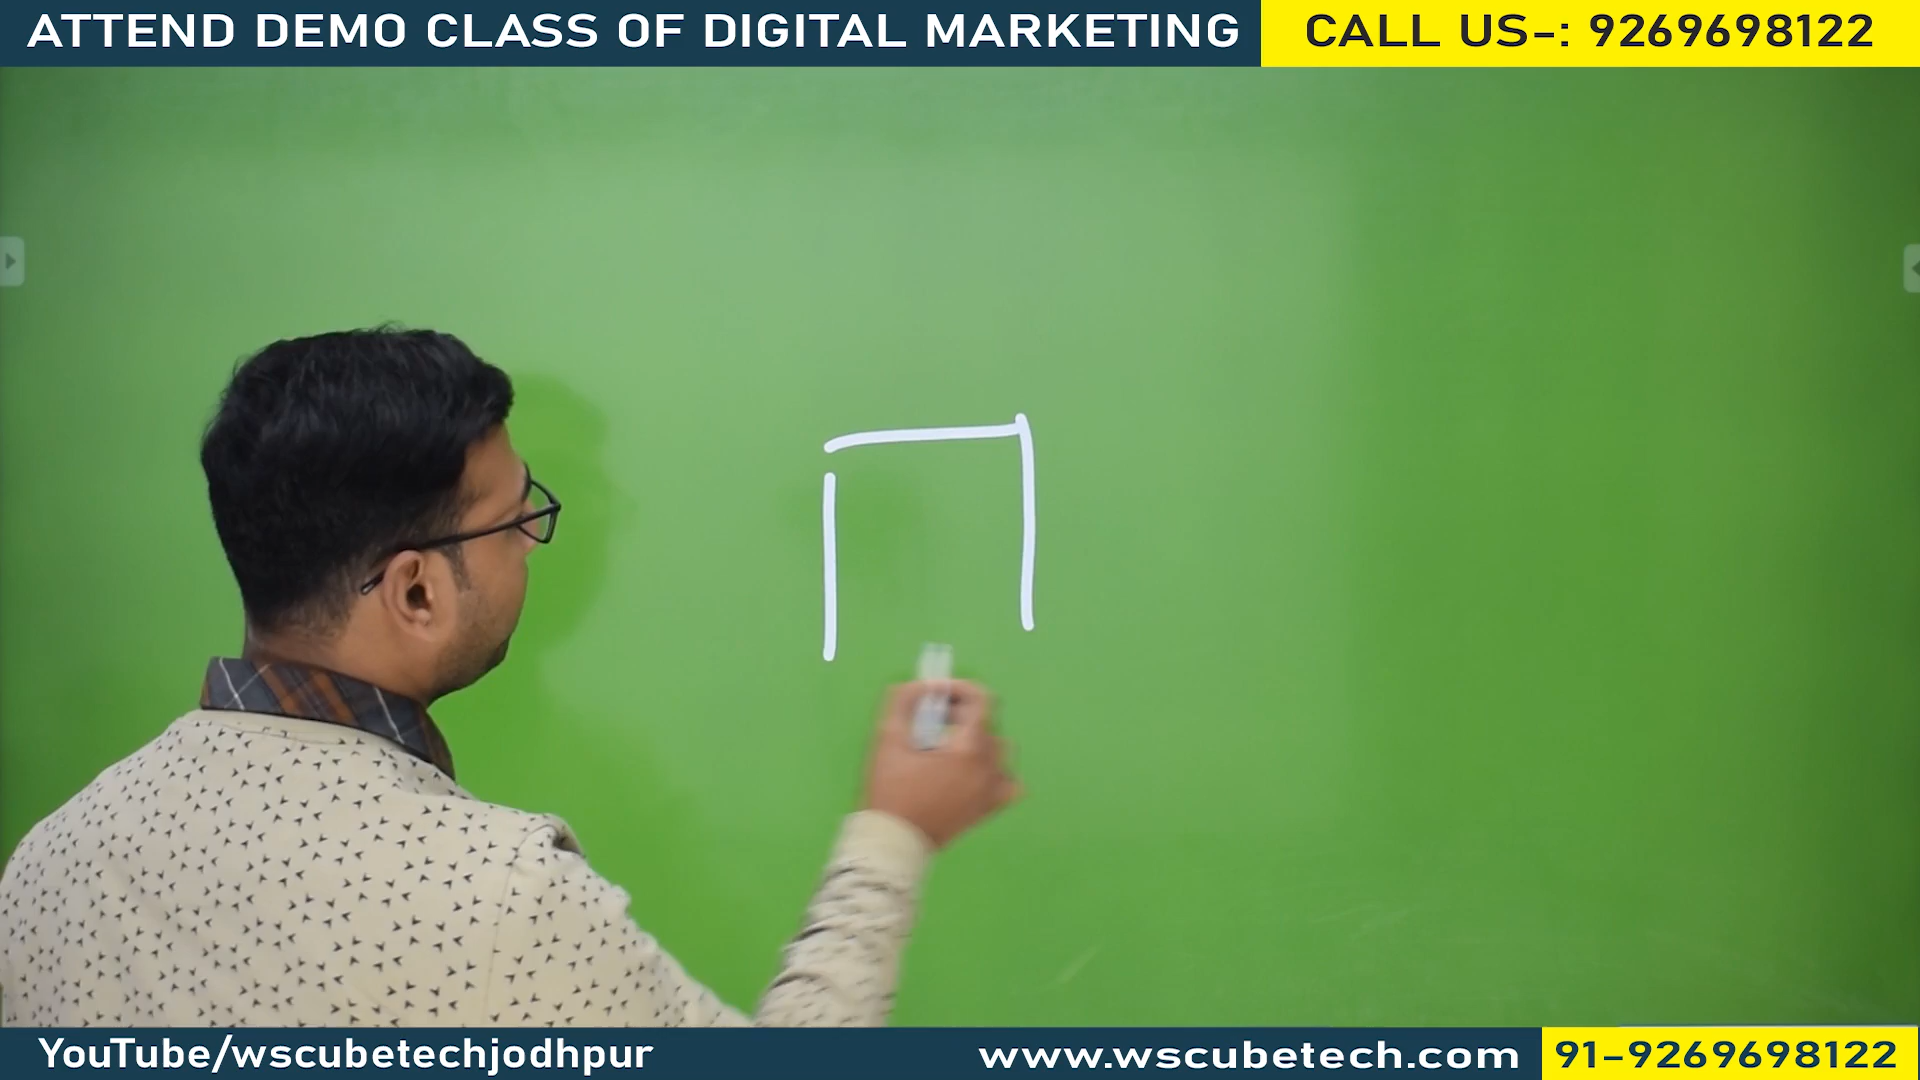 ATTEND DEMO CLASS OF DIGITAL MARKETING
CALL US-: 9269698122
YouTube/wscubetechjodhpur
www.wscubetech.com
91-9269698122